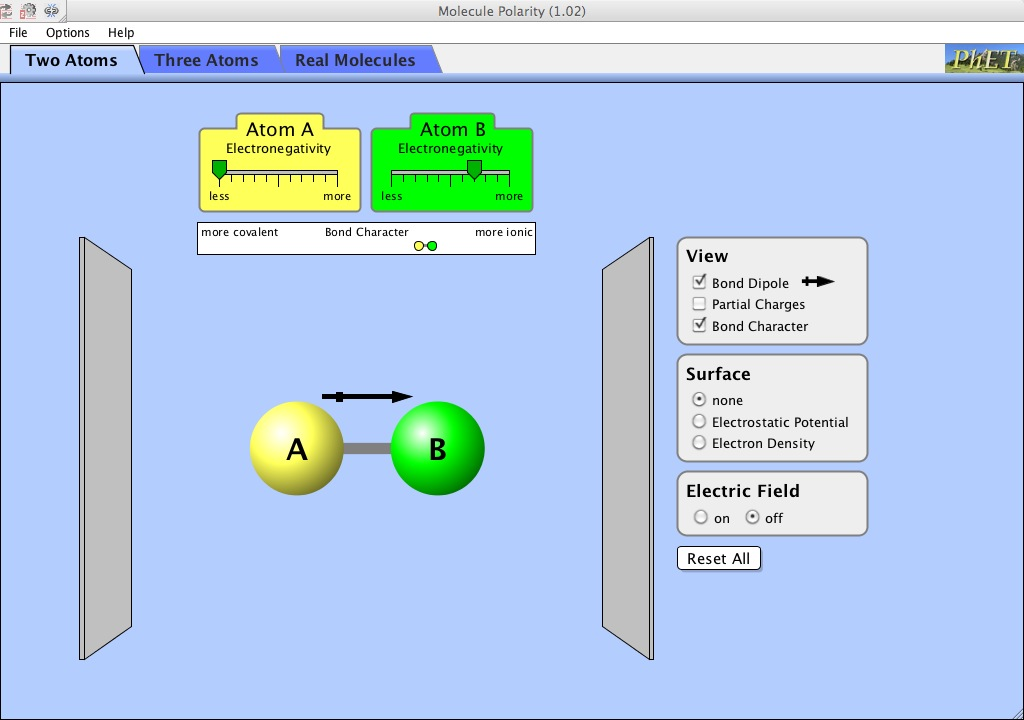 Molecule Polarity (1.02)
File Options Help
Two Atoms Three Atoms Real Molecules
PhET
Atom A
Electronegativity
less more
Atom B
Electronegativity
less more
more covalent Bond Character more ionic
A
B
View
Bond Dipole
Partial Charges
Bond Character
Surface
none
Electrostatic Potential
Electron Density
Electric Field
on off
Reset All